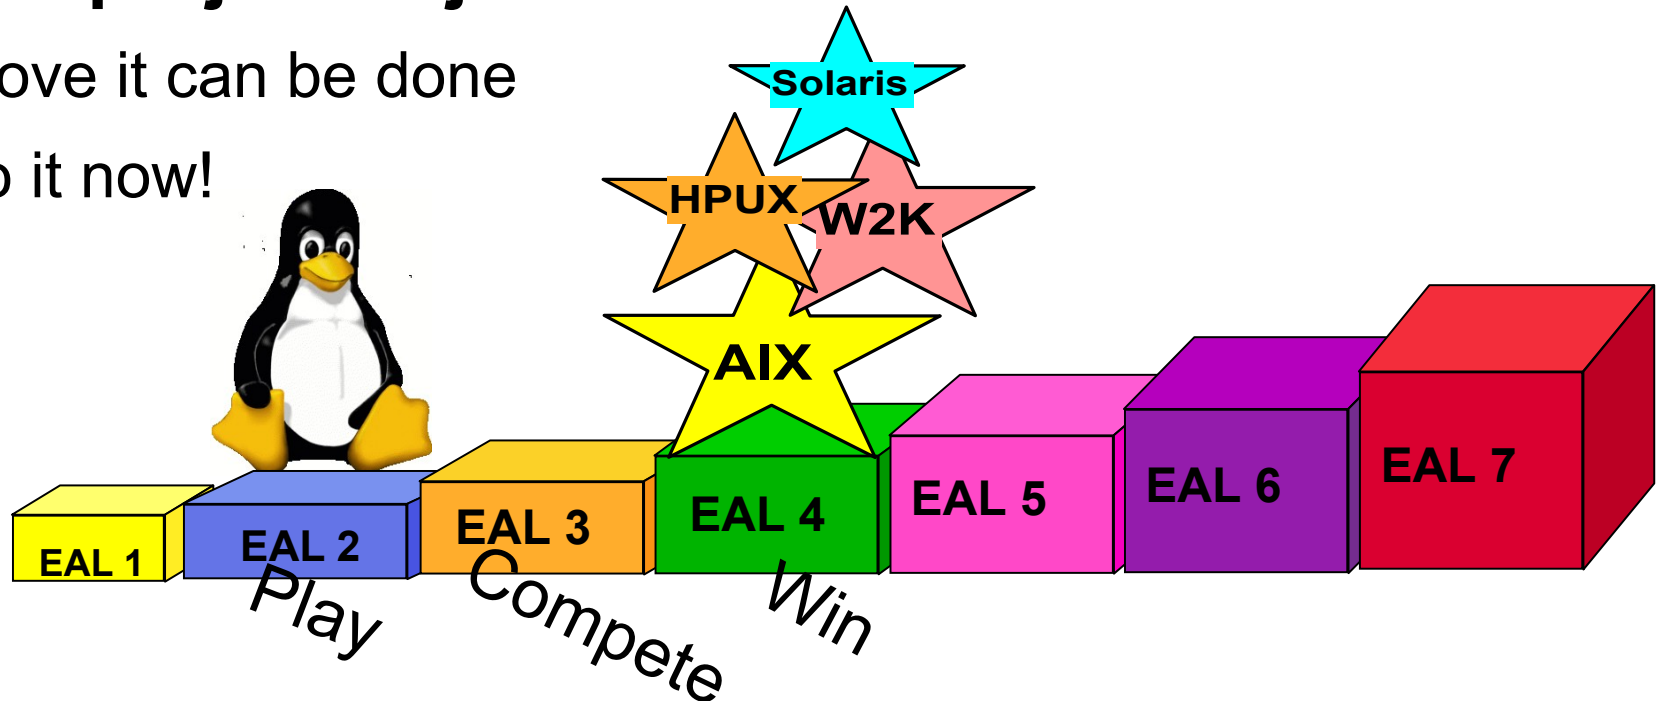 ove it can be done
it now!
Solaris
HPUX
W2K
AIX
EAL 1
EAL 2
EAL 3
EAL 4
EAL 5
EAL 6
EAL 7
Play
Compete
Win